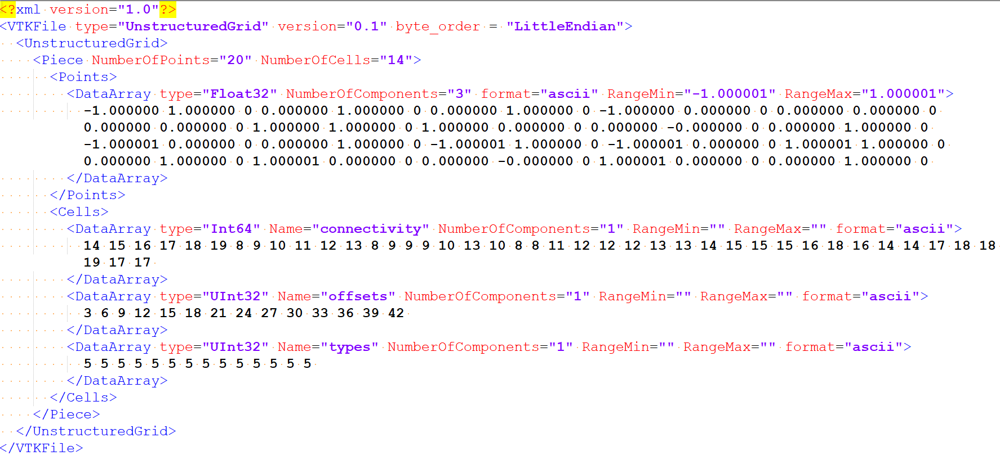 <?xml version="1.0"?>
<VTKFile type="UnstructuredGrid" version="0.1" byte_order = "LittleEndian">
<UnstructuredGrid>
<Piece NumberOfPoints="20" NumberOfCells="14">
<Points>
<DataArray type="Float32" NumberOfComponents="3" format="ascii" RangeMin="-1.000001" RangeMax="1.000001">
-1.000000 1.000000 0 0.000000 1.000000 0 0.000000 1.000000 0 -1.000000 0.000000 0 0.000000 0.000000 0
0.000000 0.000000 0 1.000000 1.000000 0 1.000000 0.000000 0 0.000000 -0.000000 0 0.000000 1.000000 0
-1.000001 0.000000 0 0.000000 1.000000 0 -1.000001 1.000000 0 -1.000001 0.000000 0 1.000001 1.000000 0
0.000000 1.000000 0 1.000001 0.000000 0 0.000000 -0.000000 0 1.000001 0.000000 0 0.000000 1.000000 0
</DataArray>
</Points>
<Cells>
<DataArray type="Int64" Name="connectivity" NumberOfComponents="1" RangeMin="" RangeMax="" format="ascii">
14 15 16 17 18 19 8 9 10 11 12 13 8 9 9 9 10 13 10 8 8 11 12 12 12 13 13 14 15 15 15 16 18 16 14 14 17 18 18
19 17 17
</DataArray>
<DataArray type="UInt32" Name="offsets" NumberOfComponents="1" RangeMin="" RangeMax="" format="ascii">
3 6 9 12 15 18 21 24 27 30 33 36 39 42
</DataArray>
<DataArray type="UInt32" Name="types" NumberOfComponents="1" RangeMin="" RangeMax="" format="ascii">
5 5 5 5 5 5 5 5 5 5 5 5 5 5
</DataArray>
</Cells>
</Piece>
</UnstructuredGrid>
</VTKFile>